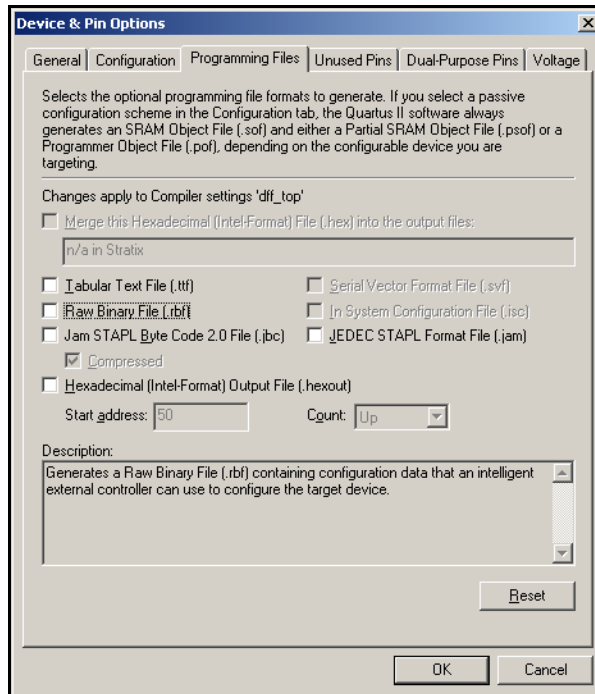 Device & Pin Options
General
Configuration
Programming Files
Unused Pins
Dual-Purpose Pins
Voltage
Selects the optional programming file formats to generate. If you select a passive
configuration scheme in the Configuration tab, the Quartus II software always
generates an SRAM Object File (.sof) and either a Partial SRAM Object File (.psof) or a
Programmer Object File (.pof), depending on the configurable device you are
targeting.
Changes apply to Compiler settings 'dff_top'
Merge this Hexadecimal (Intel-Format) File (.hex) into the output files:
n/a in Stratix
Tabular Text File (.ttf)
Serial Vector Format File (.svf)
Raw Binary File (.rbf)
In System Configuration File (.isc)
Jam STAPL Byte Code 2.0 File (.jbc)
JEDEC STAPL Format File (.jam)
Compressed
Hexadecimal (Intel-Format) Output File (.hexout)
Start address: 50
Count: Up
Description:
Generates a Raw Binary File (.rbf) containing configuration data that an intelligent
external controller can use to configure the target device.
Reset
OK
Cancel